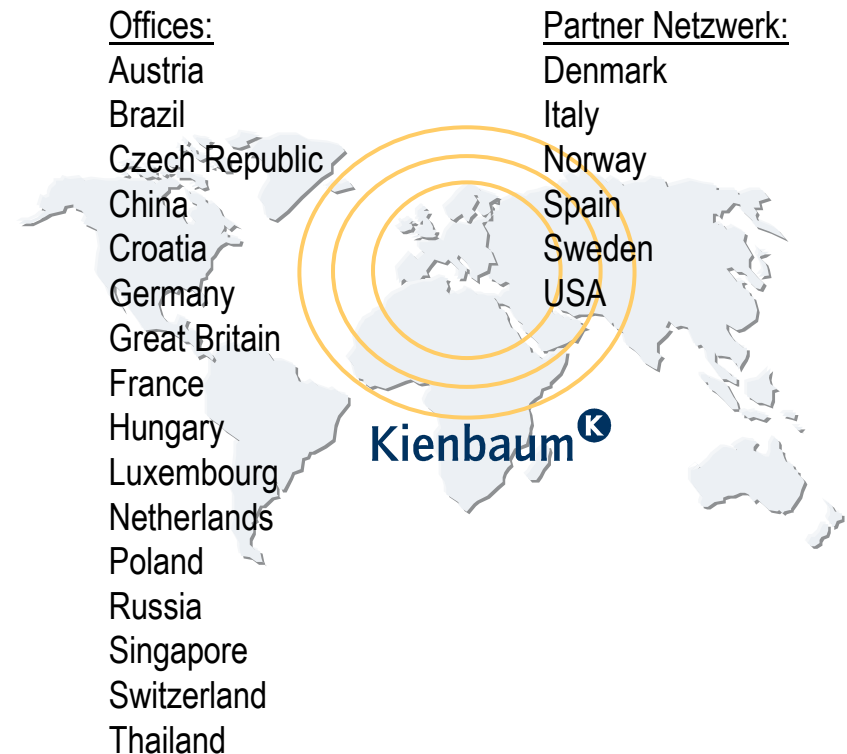 Offices:
Austria
Brazil
Czech Republic
China
Croatia
Germany
Great Britain
France
Hungary
Luxembourg
Netherlands
Poland
Russia
Singapore
Switzerland
Thailand
Partner Netzwerk:
Denmark
Italy
Norway
Spain
Sweden
USA
Kienbaum K